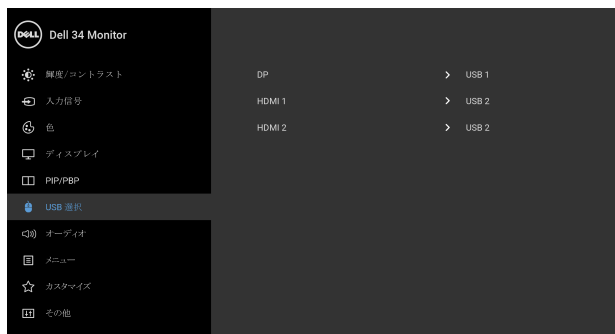 DELL Dell 34 Monitor
輝度/コントラスト
入力信号
色
ディスプレイ
PIP/PBP
USB 選択
オーディオ
メニュー
カスタマイズ
その他
DP > USB 1
HDMI 1 > USB 2
HDMI 2 > USB 2